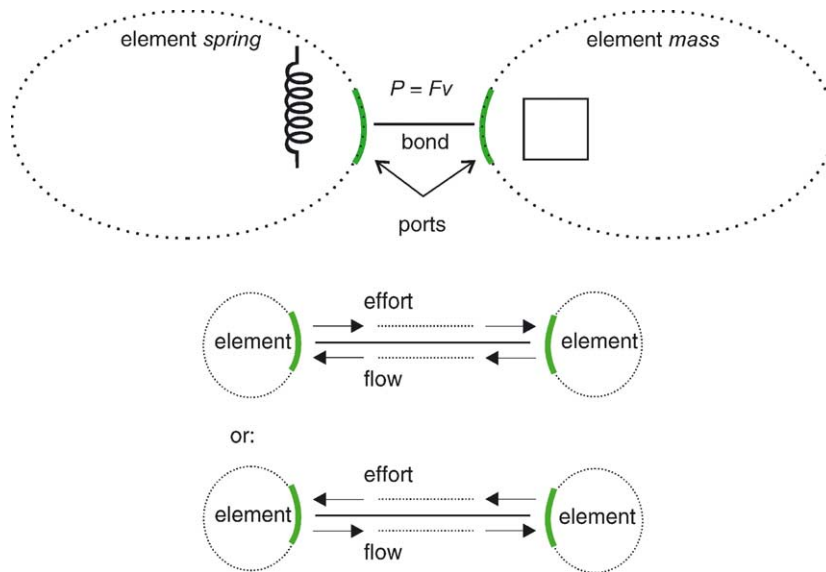 element spring
element mass
P = Fv
bond
ports
effort
element
element
flow
or:
effort
element
element
flow